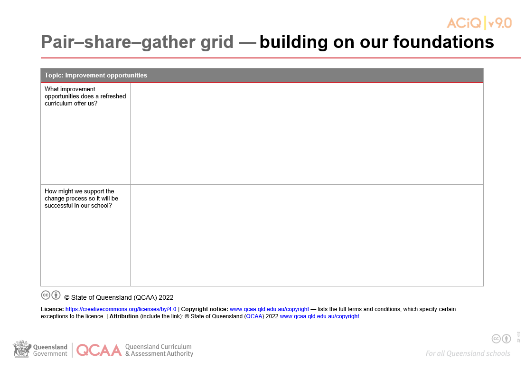 ACiQ v9.0
Pair–share–gather grid — building on our foundations
Topic: Improvement opportunities
What improvement
opportunities does a refreshed
curriculum offer us?
How might we support the
change process so it will be
successful in our school?
© State of Queensland (QCAA) 2022
Licence: https://creativecommons.org/licenses/by/4.0 | Copyright notice: www.qcaa.qld.edu.au/copyright — lists the full terms and conditions, which specify certain
exceptions to the licence. | Attribution (include the link): © State of Queensland (QCAA) 2022 www.qcaa.qld.edu.au/copyright
Queensland
Government
QCAA
Queensland Curriculum
& Assessment Authority
For all Queensland schools